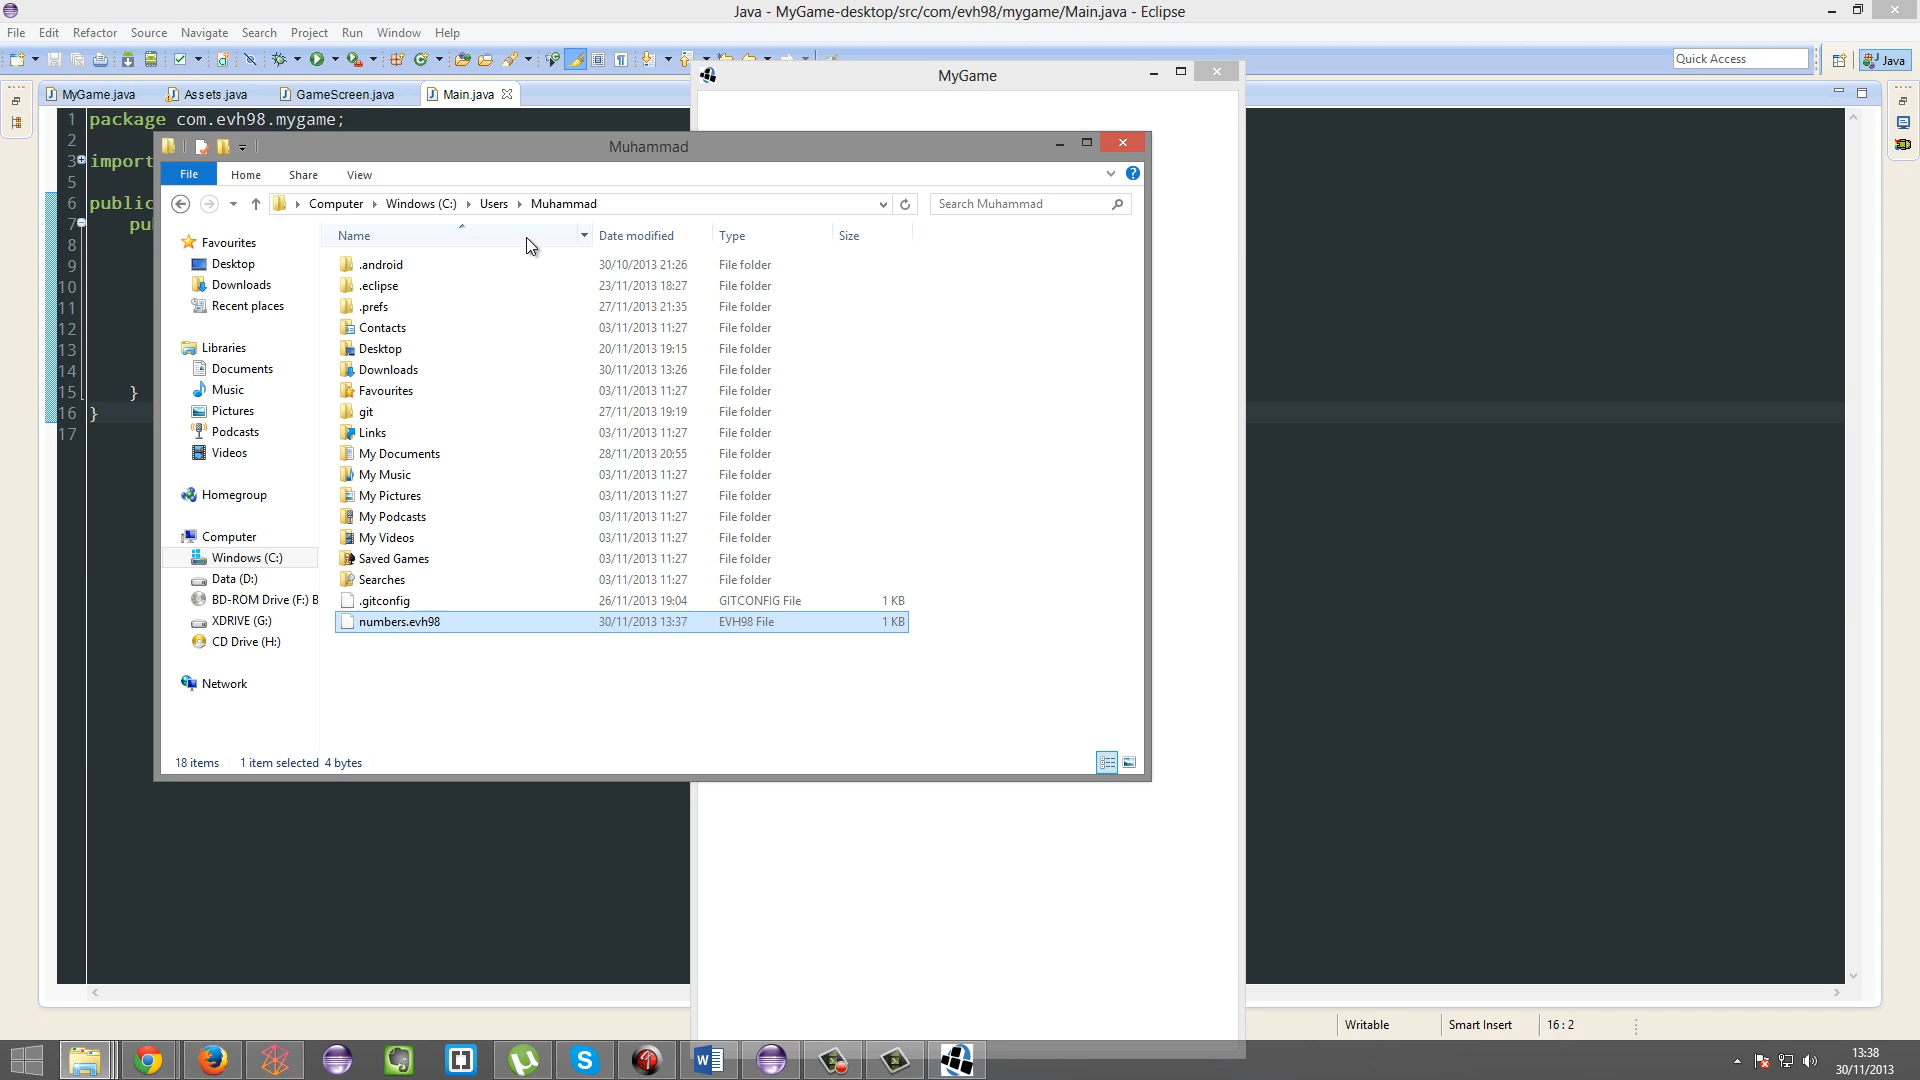 Java - MyGame-desktop/src/com/evh98/mygame/Main.java - Eclipse
File Edit Refactor Source Navigate Search Project Run Window Help
Quick Access
Java
MyGame.java Assets.java GameScreen.java Main.java
MyGame
1 package com.evh98.mygame;
2
3 import
5
6 public
7 pu
8
9
10
11
12
13
14
15 }
16 }
17
Muhammad
File Home Share View
Computer Windows (C:) Users Muhammad
Search Muhammad
Name Date modified Type Size
Favourites
Desktop
Downloads
Recent places
Libraries
Documents
Music
Pictures
Podcasts
Videos
Homegroup
Computer
Windows (C:)
Data (D:)
BD-ROM Drive (F:) B
XDRIVE (G:)
CD Drive (H:)
Network
.android 30/10/2013 21:26 File folder
.eclipse 23/11/2013 18:27 File folder
.prefs 27/11/2013 21:35 File folder
Contacts 03/11/2013 11:27 File folder
Desktop 20/11/2013 19:15 File folder
Downloads 30/11/2013 13:26 File folder
Favourites 03/11/2013 11:27 File folder
git 27/11/2013 19:19 File folder
Links 03/11/2013 11:27 File folder
My Documents 28/11/2013 20:55 File folder
My Music 03/11/2013 11:27 File folder
My Pictures 03/11/2013 11:27 File folder
My Podcasts 03/11/2013 11:27 File folder
My Videos 03/11/2013 11:27 File folder
Saved Games 03/11/2013 11:27 File folder
Searches 03/11/2013 11:27 File folder
.gitconfig 26/11/2013 19:04 GITCONFIG File 1 KB
numbers.evh98 30/11/2013 13:37 EVH98 File 1 KB
18 items 1 item selected 4 bytes
Writable Smart Insert 16 : 2
13:38
30/11/2013